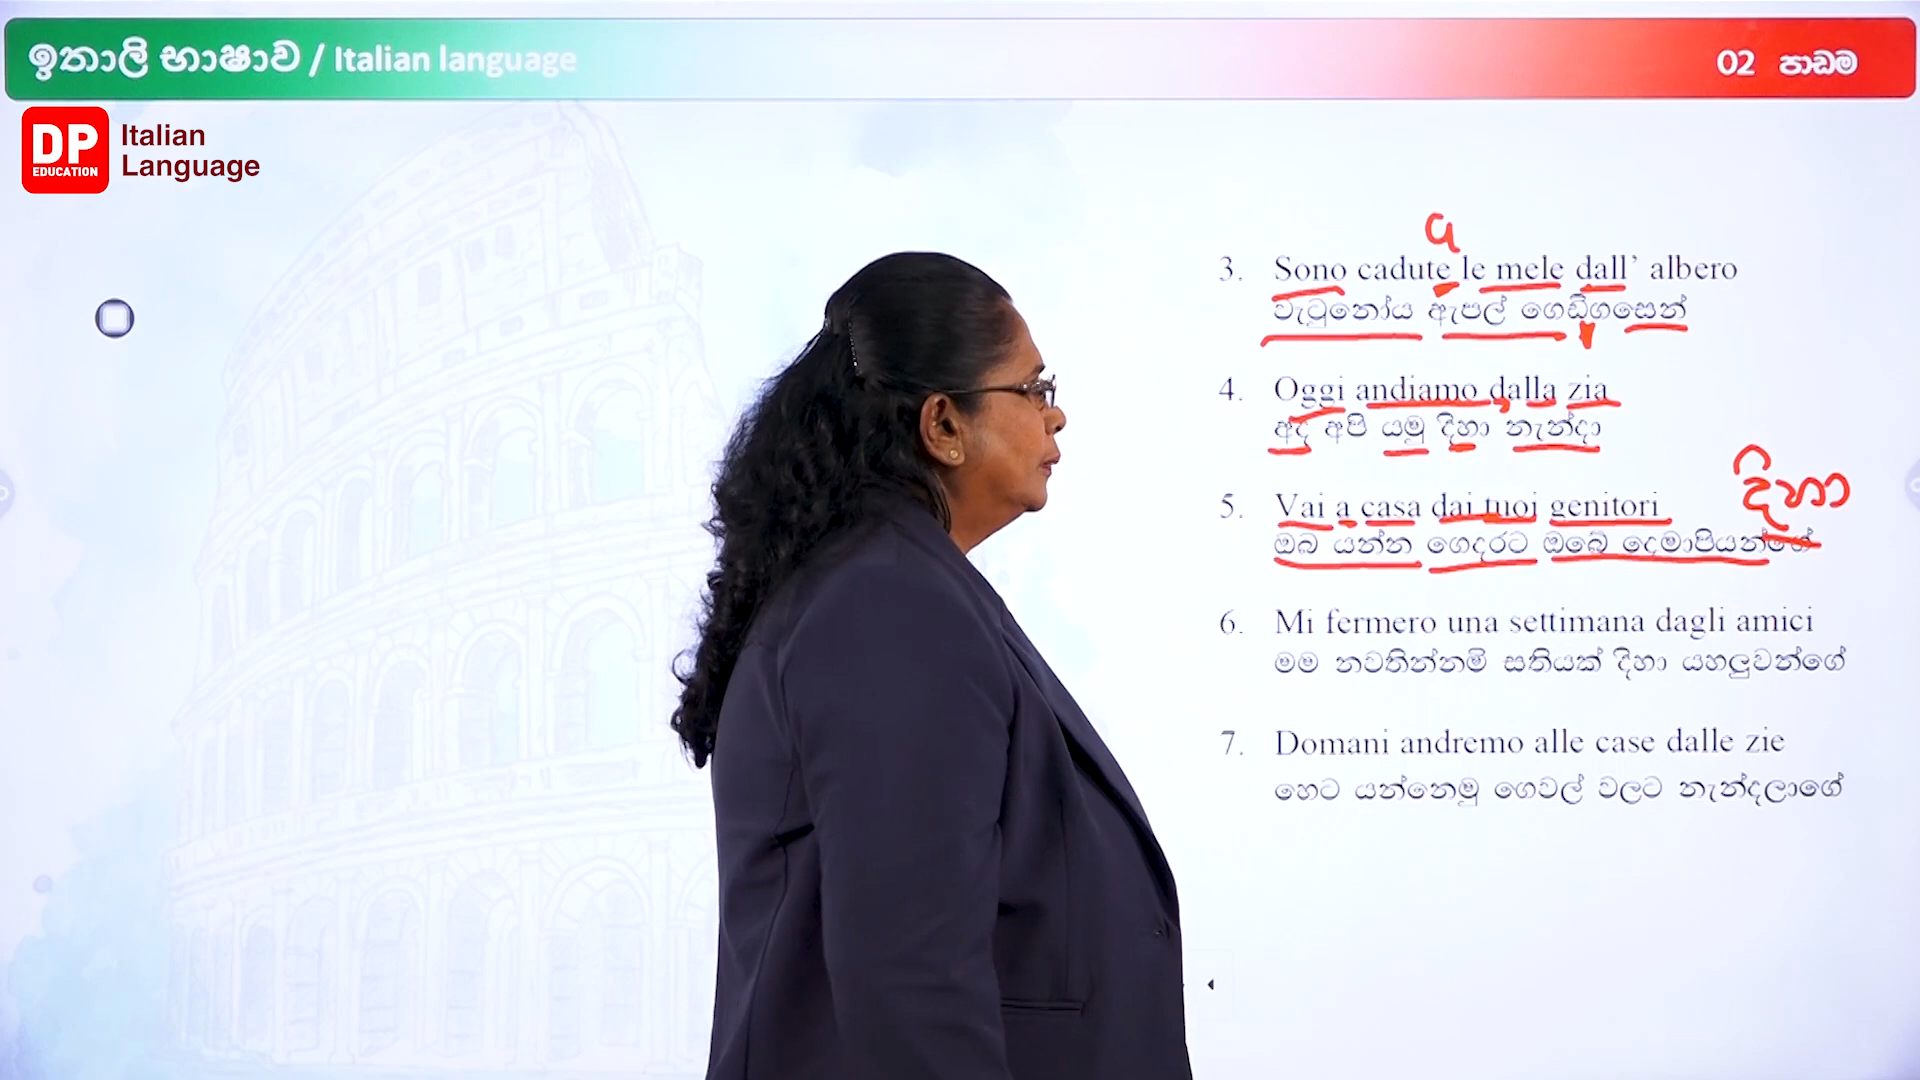 ඉතාලි භාෂාව / Italian language
02 පාඩම
DP
EDUCATION
Italian
Language
a
3. Sono cadute le mele dall’ albero
වැටුනෝය ඇපල් ගෙඩිගසෙන්
4. Oggi andiamo dalla zia
අද අපි යමු දිහා නැන්දා
දිහා
5. Vai a casa dai tuoi genitori
ඔබ යන්න ගෙදරට ඔබේ දෙමාපියන්ගේ
6. Mi fermero una settimana dagli amici
මම නවතින්නම් සතියක් දිහා යහලුවන්ගේ
7. Domani andremo alle case dalle zie
හෙට යන්නෙමු ගෙවල් වලට නැන්දලාගේ